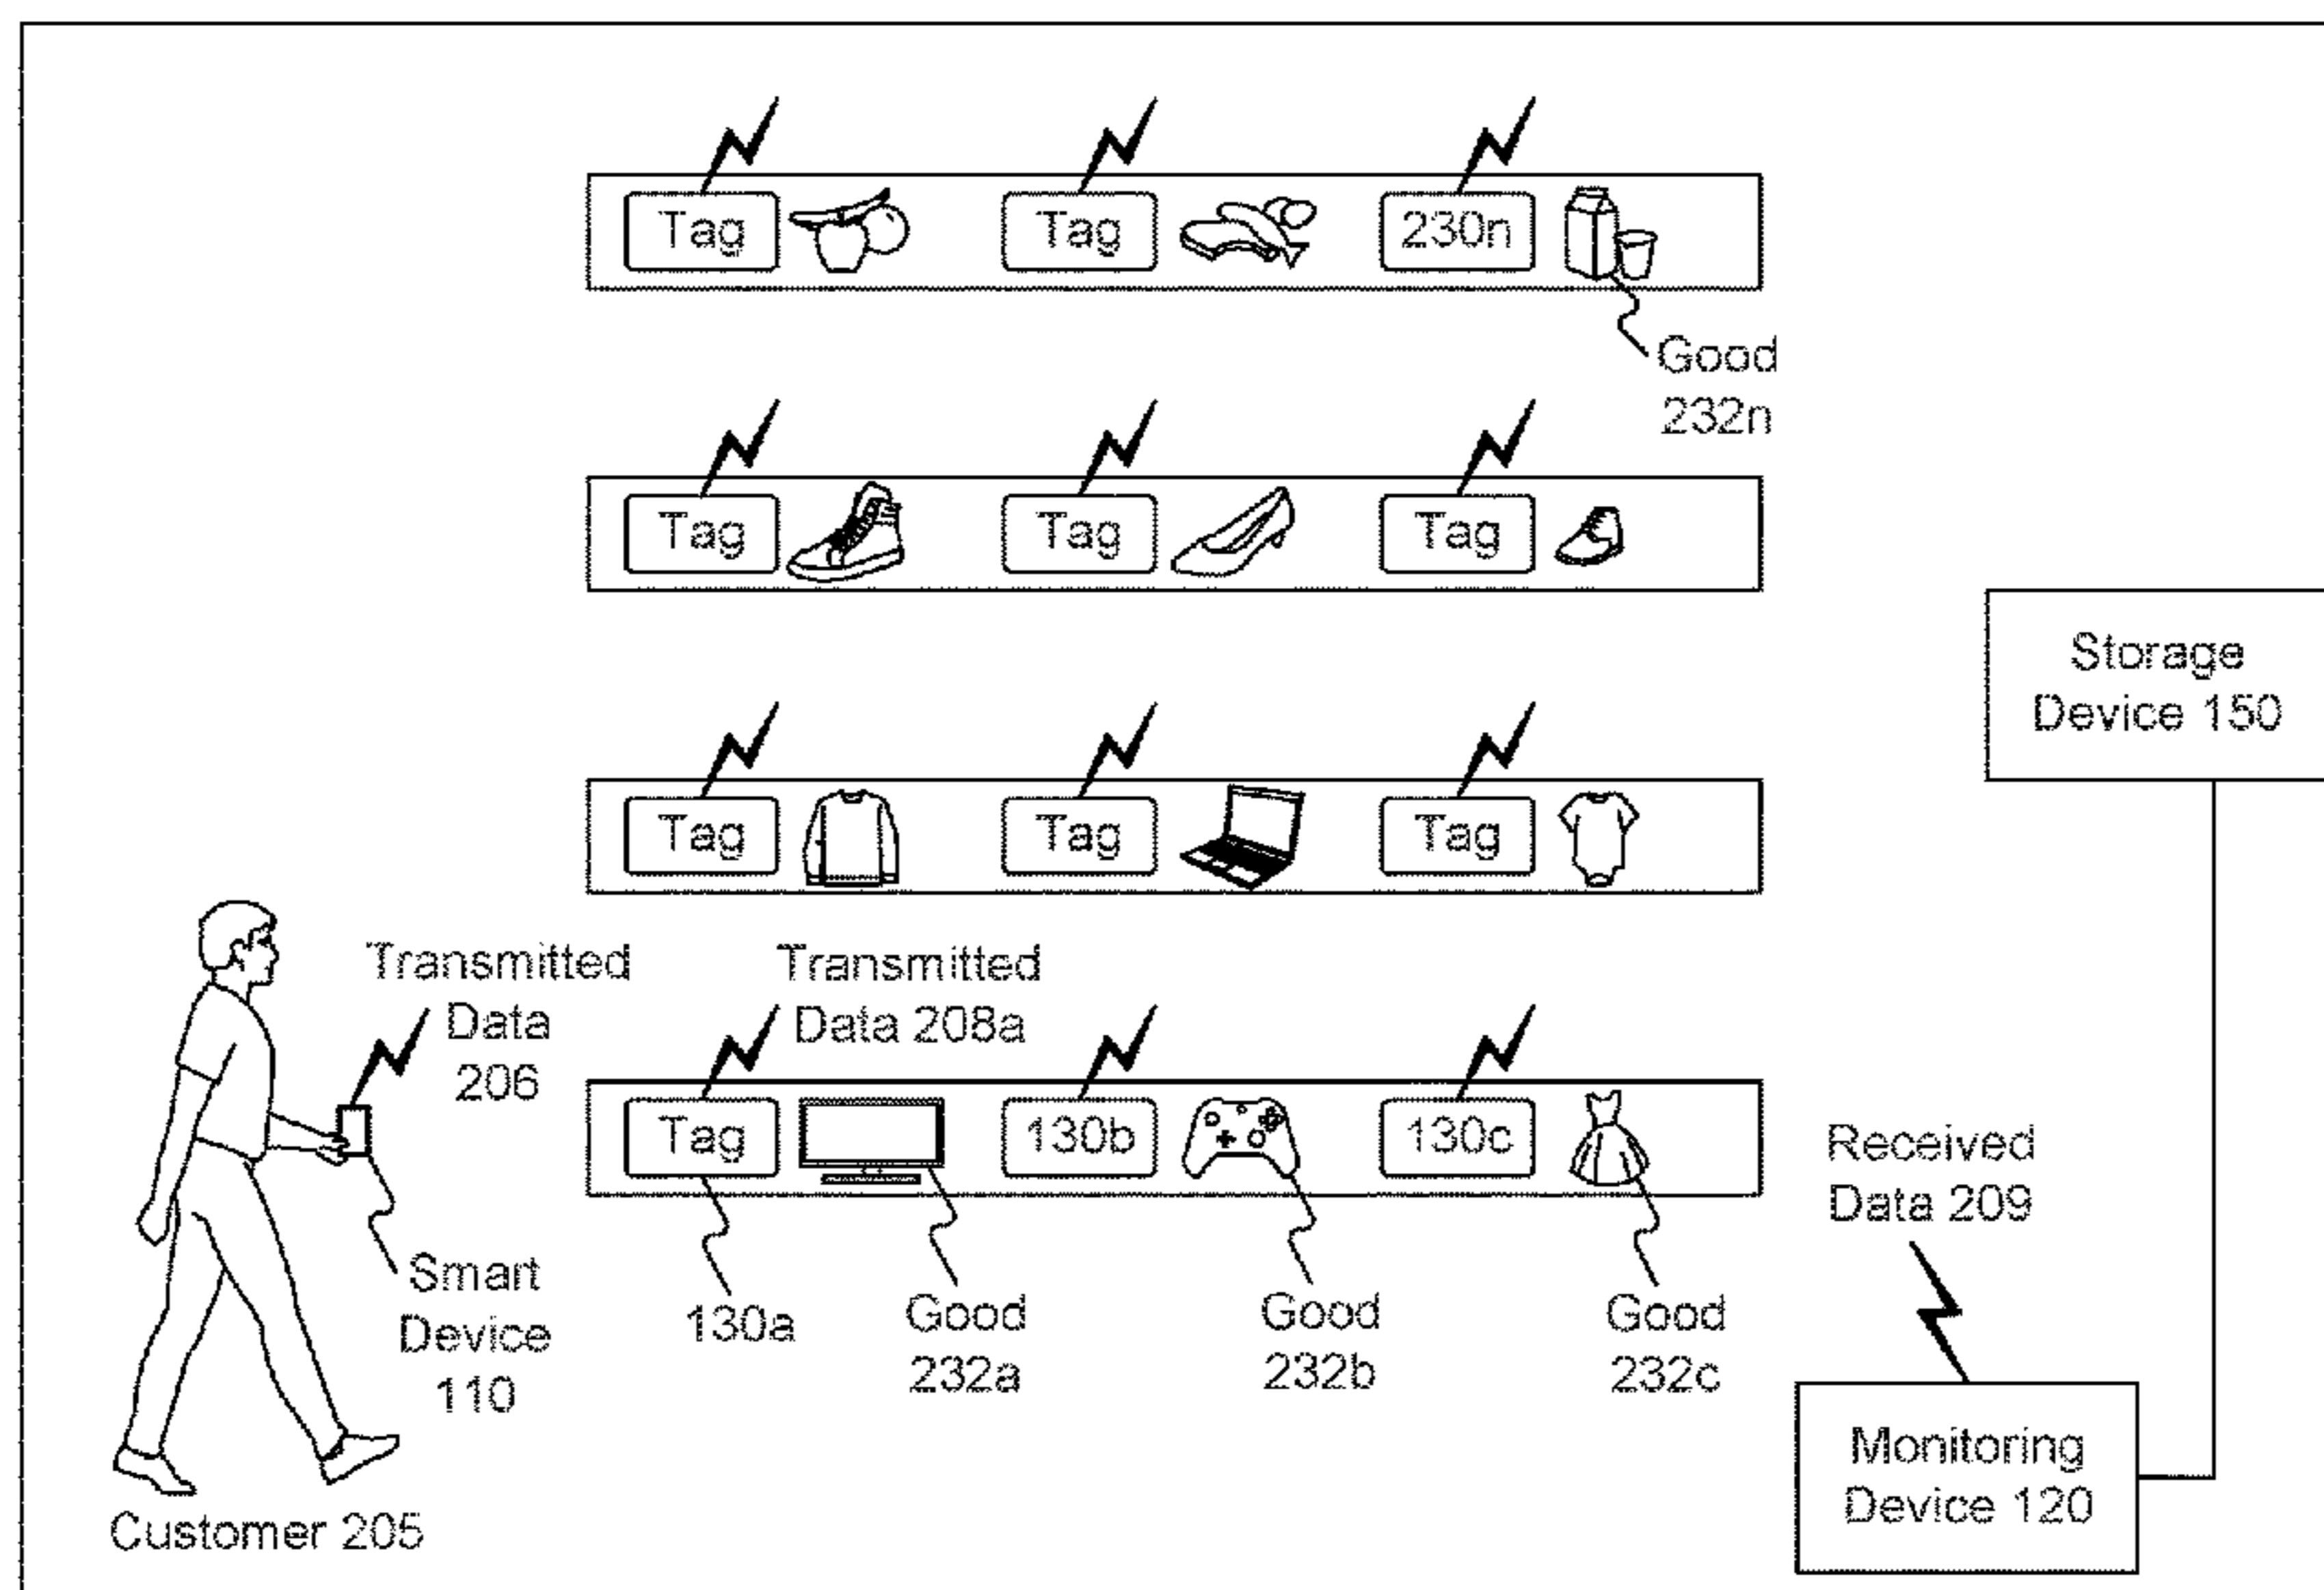 Tag Tag 230n
Good
232n
Tag Tag Tag
Storage
Device 150
Tag Tag Tag
Transmitted
Data
206
Transmitted
Data 208a
Tag 130b 130c
Received
Data 209
Smart
Device
110
130a
Good
232a
Good
232b
Good
232c
Monitoring
Device 120
Customer 205